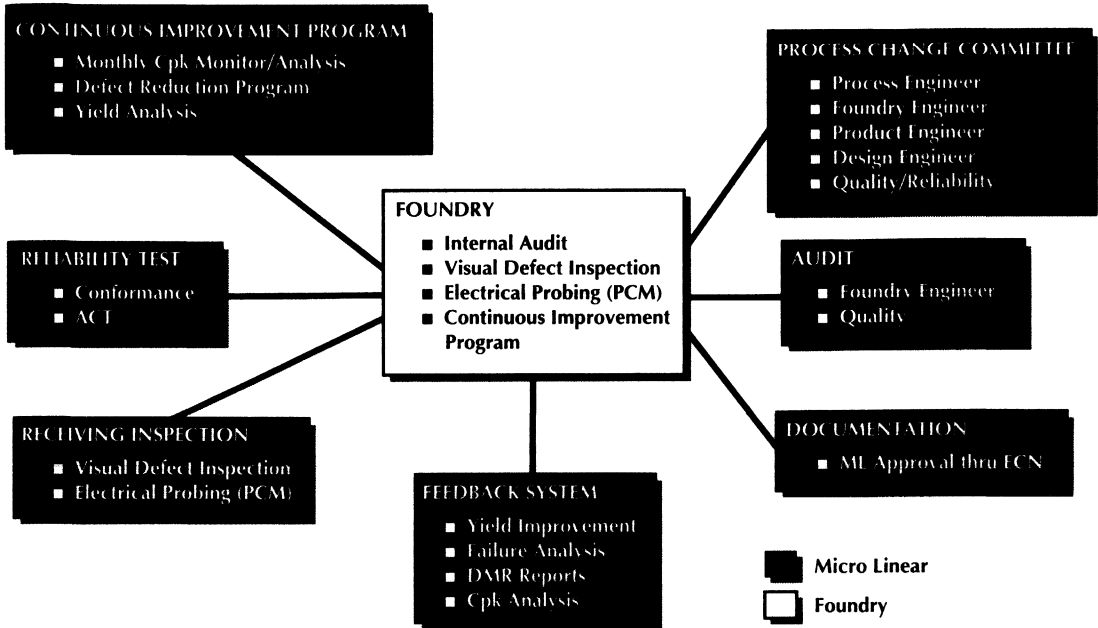 CONTINUOUS IMPROVEMENT PROGRAM
■ Monthly Cpk Monitor/Analysis
■ Defect Reduction Program
■ Yield Analysis
PROCESS CHANGE COMMITTEE
■ Process Engineer
■ Foundry Engineer
■ Product Engineer
■ Design Engineer
■ Quality/Reliability
FOUNDRY
■ Internal Audit
■ Visual Defect Inspection
■ Electrical Probing (PCM)
■ Continuous Improvement
Program
RELIABILITY TEST
■ Conformance
■ ACT
AUDIT
■ Foundry Engineer
■ Quality
RECEIVING INSPECTION
■ Visual Defect Inspection
■ Electrical Probing (PCM)
DOCUMENTATION
■ ML Approval thru ECN
FEEDBACK SYSTEM
■ Yield Improvement
■ Failure Analysis
■ DMR Reports
■ Cpk Analysis
Micro Linear
Foundry